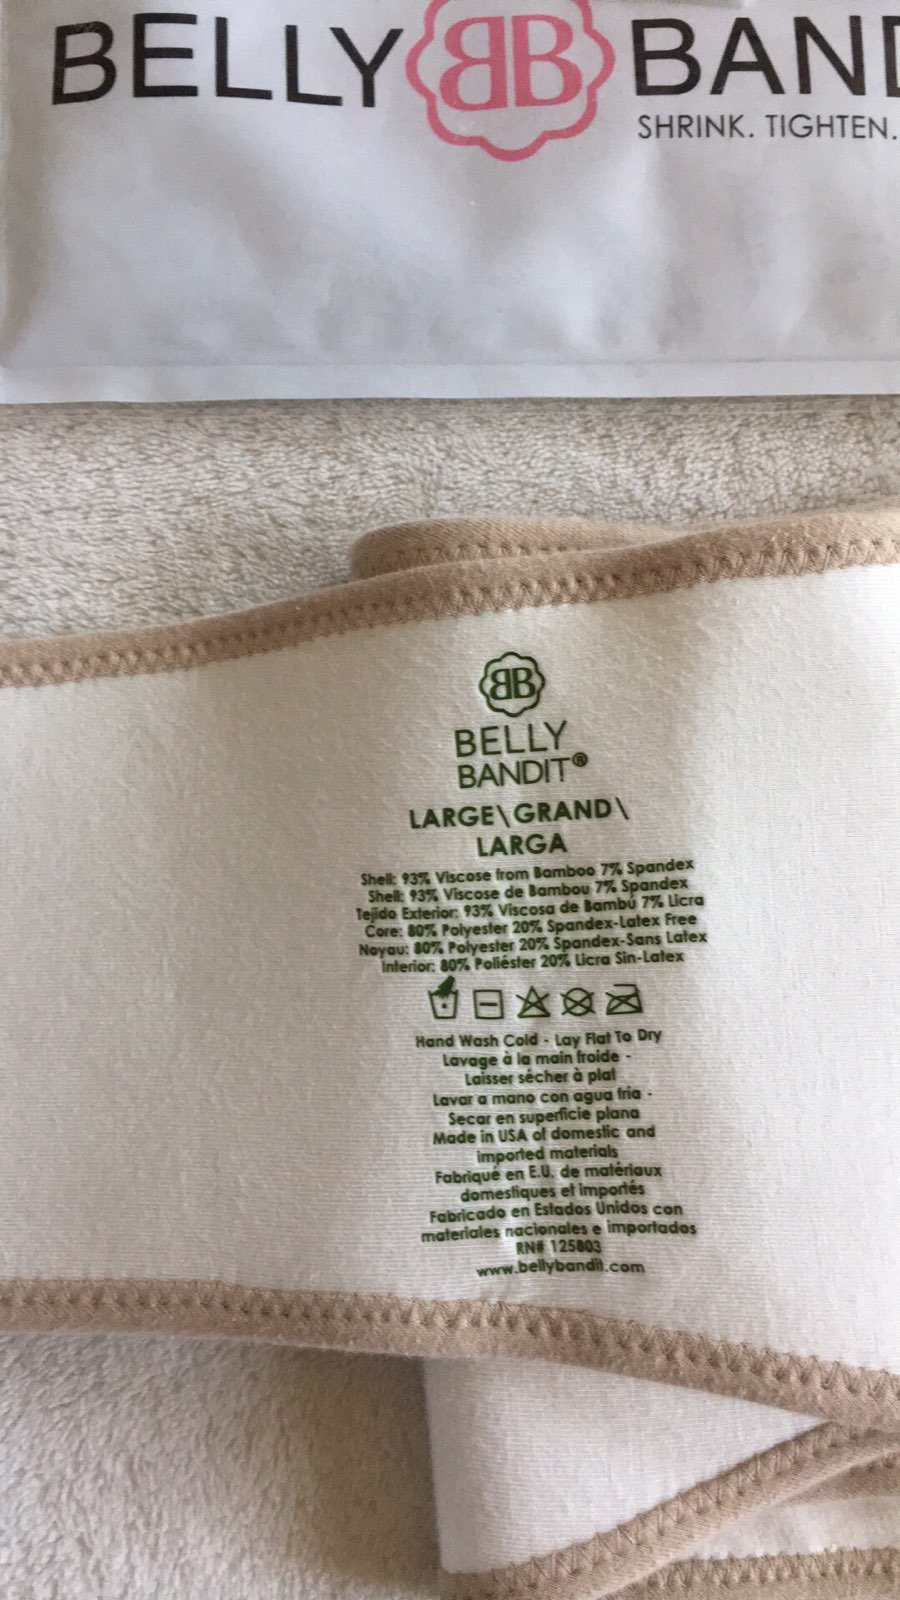 BELLY BB BAND
SHRINK. TIGHTEN.
BB
BELLY
BANDIT®
LARGE\GRAND\
LARGA
Shell: 93% Viscose from Bamboo 7% Spandex
Shell: 93% Viscose de Bambou 7% Spandex
Tejido Exterior: 93% Viscosa de Bambú 7% Licra
Core: 80% Polyester 20% Spandex-Latex Free
Noyau: 80% Polyester 20% Spandex-Sans Latex
Interior: 80% Poliéster 20% Licra Sin-Latex
Hand Wash Cold - Lay Flat To Dry
Lavage à la main froide -
Laisser sécher à plat
Lavar a mano con agua fria -
Secar en superficie plana
Made in USA of domestic and
imported materials
Fabriqué en E.U. de matériaux
domestiques et importés
Fabricado en Estados Unidos con
materiales nacionales e importados
RN# 125803
www.bellybandit.com